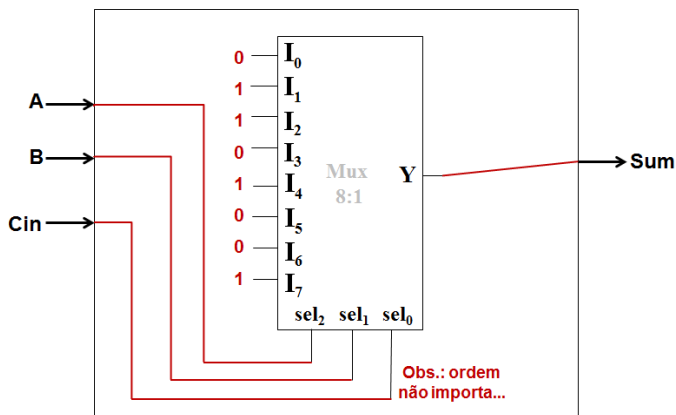 0 I₀
1 I₁
A
1 I₂
B
0 I₃
Mux
8:1
Y
Sum
1 I₄
Cin
0 I₅
0 I₆
1 I₇
sel₂ sel₁ sel₀
Obs.: ordem
não importa...